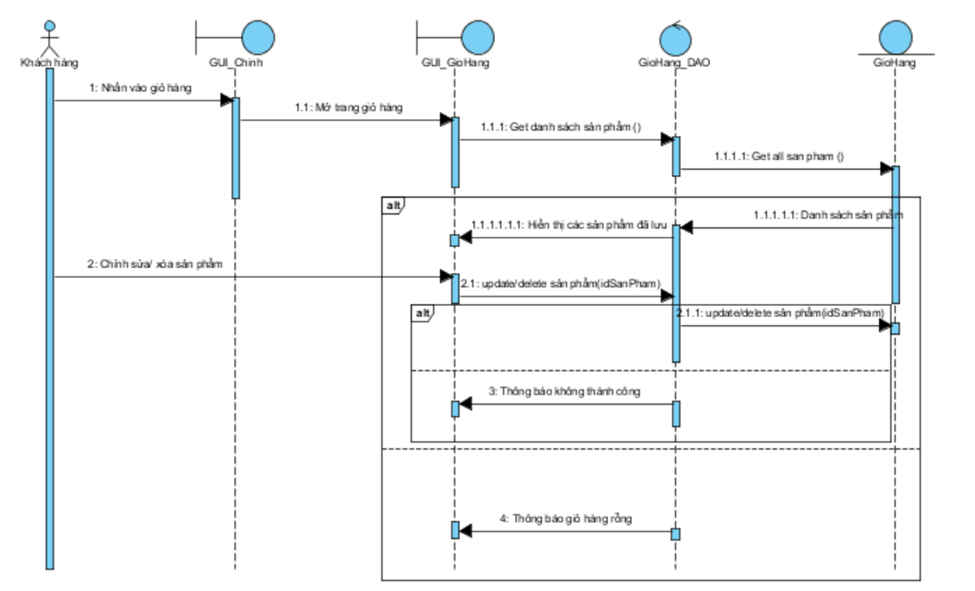 Khách hàng
GUI_Chinh
GUI_GioHang
GioHang_DAO
GioHang
1: Nhấn vào giỏ hàng
1.1: Mở trang giỏ hàng
1.1.1: Get danh sách sản phẩm ()
1.1.1.1: Get all san pham ()
alt
1.1.1.1.1: Danh sách sản phẩm
1.1.1.1.1.1: Hiển thị các sản phẩm đã lưu
2: Chỉnh sửa/ xóa sản phẩm
2.1: update/delete sản phẩm(idSanPham)
alt
2.1.1: update/delete sản phẩm(idSanPham)
3: Thông báo không thành công
4: Thông báo giỏ hàng rỗng